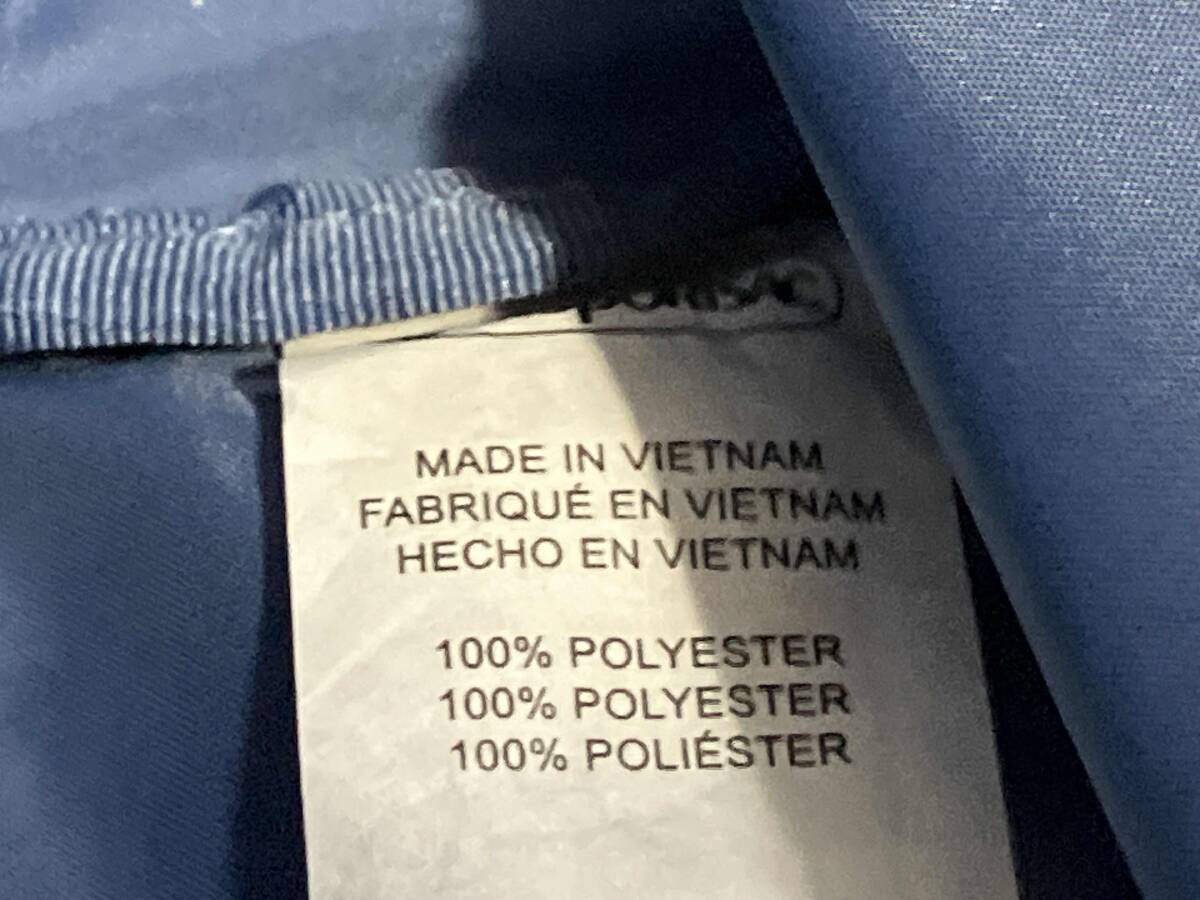 MADE IN VIETNAM
FABRIQUÉ EN VIETNAM
HECHO EN VIETNAM
100% POLYESTER
100% POLYESTER
100% POLIÉSTER